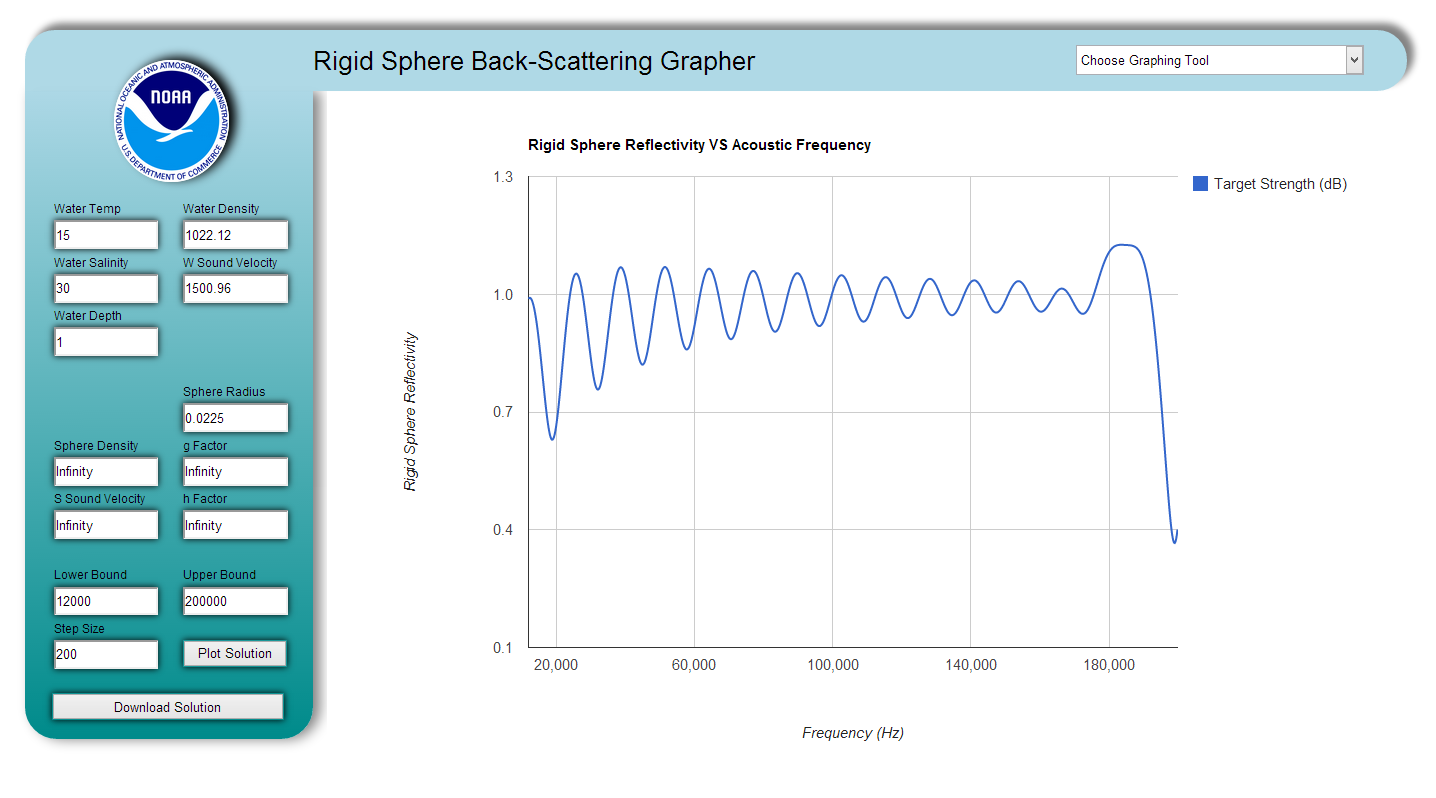 Rigid Sphere Back-Scattering Grapher
Choose Graphing Tool
NATIONAL OCEANIC AND ATMOSPHERIC ADMINISTRATION
NOAA
U.S. DEPARTMENT OF COMMERCE
Water Temp Water Density
15 1022.12
Water Salinity W Sound Velocity
30 1500.96
Water Depth
1
Sphere Radius
0.0225
Sphere Density g Factor
Infinity Infinity
S Sound Velocity h Factor
Infinity Infinity
Lower Bound Upper Bound
12000 200000
Step Size
200 Plot Solution
Download Solution
Rigid Sphere Reflectivity VS Acoustic Frequency
Target Strength (dB)
Rigid Sphere Reflectivity
1.3
1.0
0.7
0.4
0.1
20,000 60,000 100,000 140,000 180,000
Frequency (Hz)